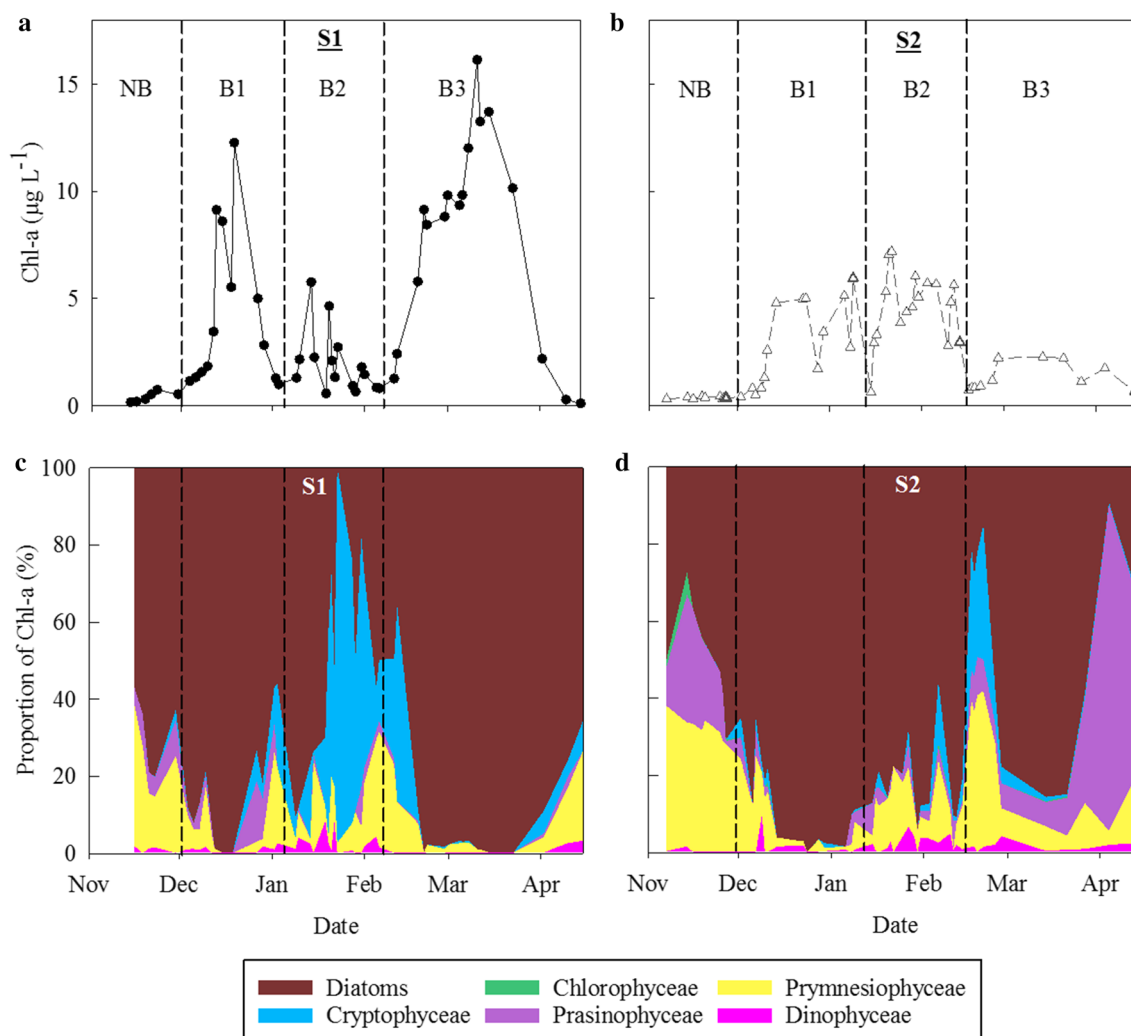 a
S1
b
S2
NB
B1
B2
B3
NB
B1
B2
B3
Chl-a (µg L⁻¹)
15
10
5
0
c
S1
d
S2
Proportion of Chl-a (%)
100
80
60
40
20
0
Nov
Dec
Jan
Feb
Mar
Apr
Nov
Dec
Jan
Feb
Mar
Apr
Date
Date
Diatoms
Chlorophyceae
Prymnesiophyceae
Cryptophyceae
Prasinophyceae
Dinophyceae